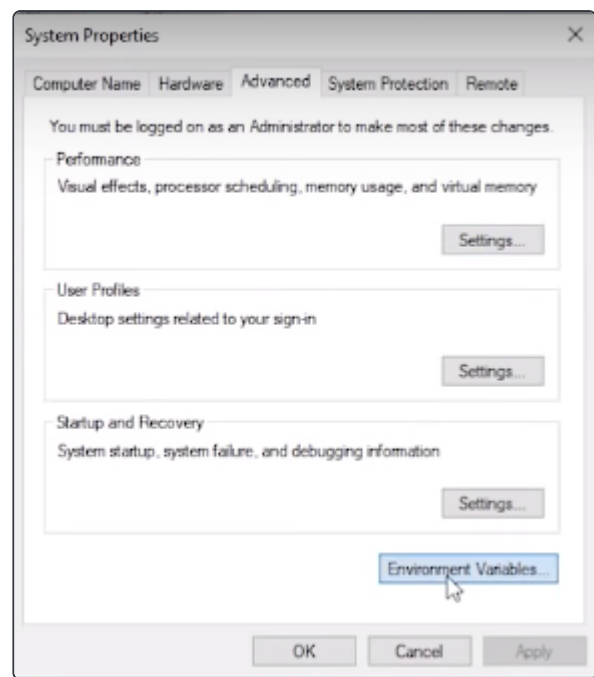 System Properties
Computer Name Hardware Advanced System Protection Remote
You must be logged on as an Administrator to make most of these changes.
Performance
Visual effects, processor scheduling, memory usage, and virtual memory
Settings...
User Profiles
Desktop settings related to your sign-in
Settings...
Startup and Recovery
System startup, system failure, and debugging information
Settings...
Environment Variables...
OK Cancel Apply